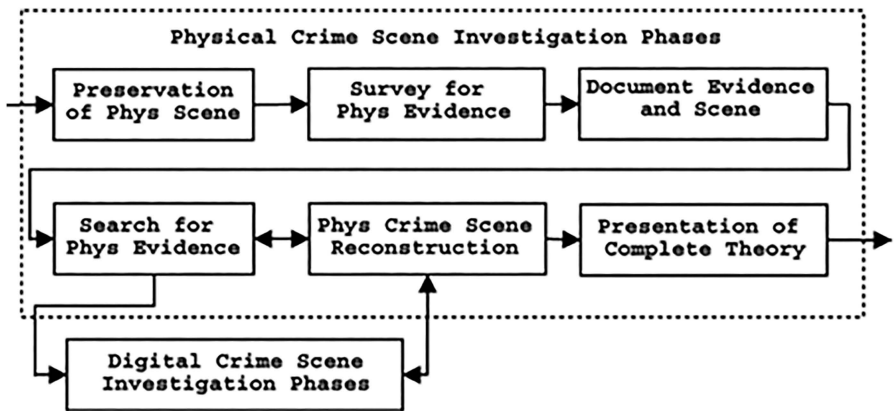 Physical Crime Scene Investigation Phases
Preservation
of Phys Scene
Survey for
Phys Evidence
Document Evidence
and Scene
Search for
Phys Evidence
Phys Crime Scene
Reconstruction
Presentation of
Complete Theory
Digital Crime Scene
Investigation Phases